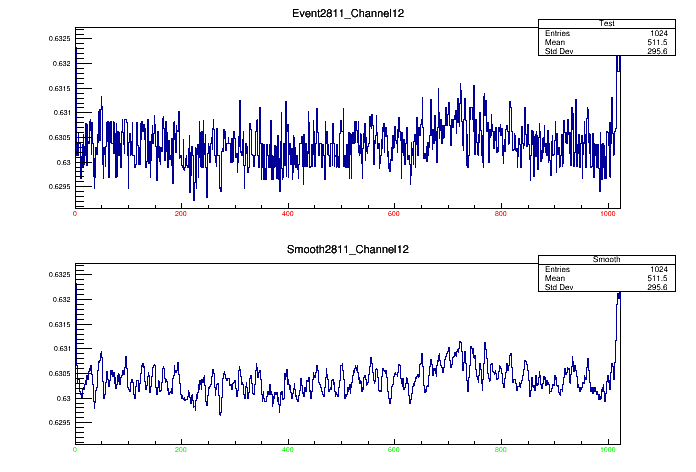 Event2811_Channel12
Test
Entries 1024
Mean 511.5
Std Dev 295.6
0.6325
0.632
0.6315
0.631
0.6305
0.63
0.6295
0 200 400 600 800 1000
Smooth2811_Channel12
Smooth
Entries 1024
Mean 511.5
Std Dev 295.6
0.6325
0.632
0.6315
0.631
0.6305
0.63
0.6295
0 200 400 600 800 1000